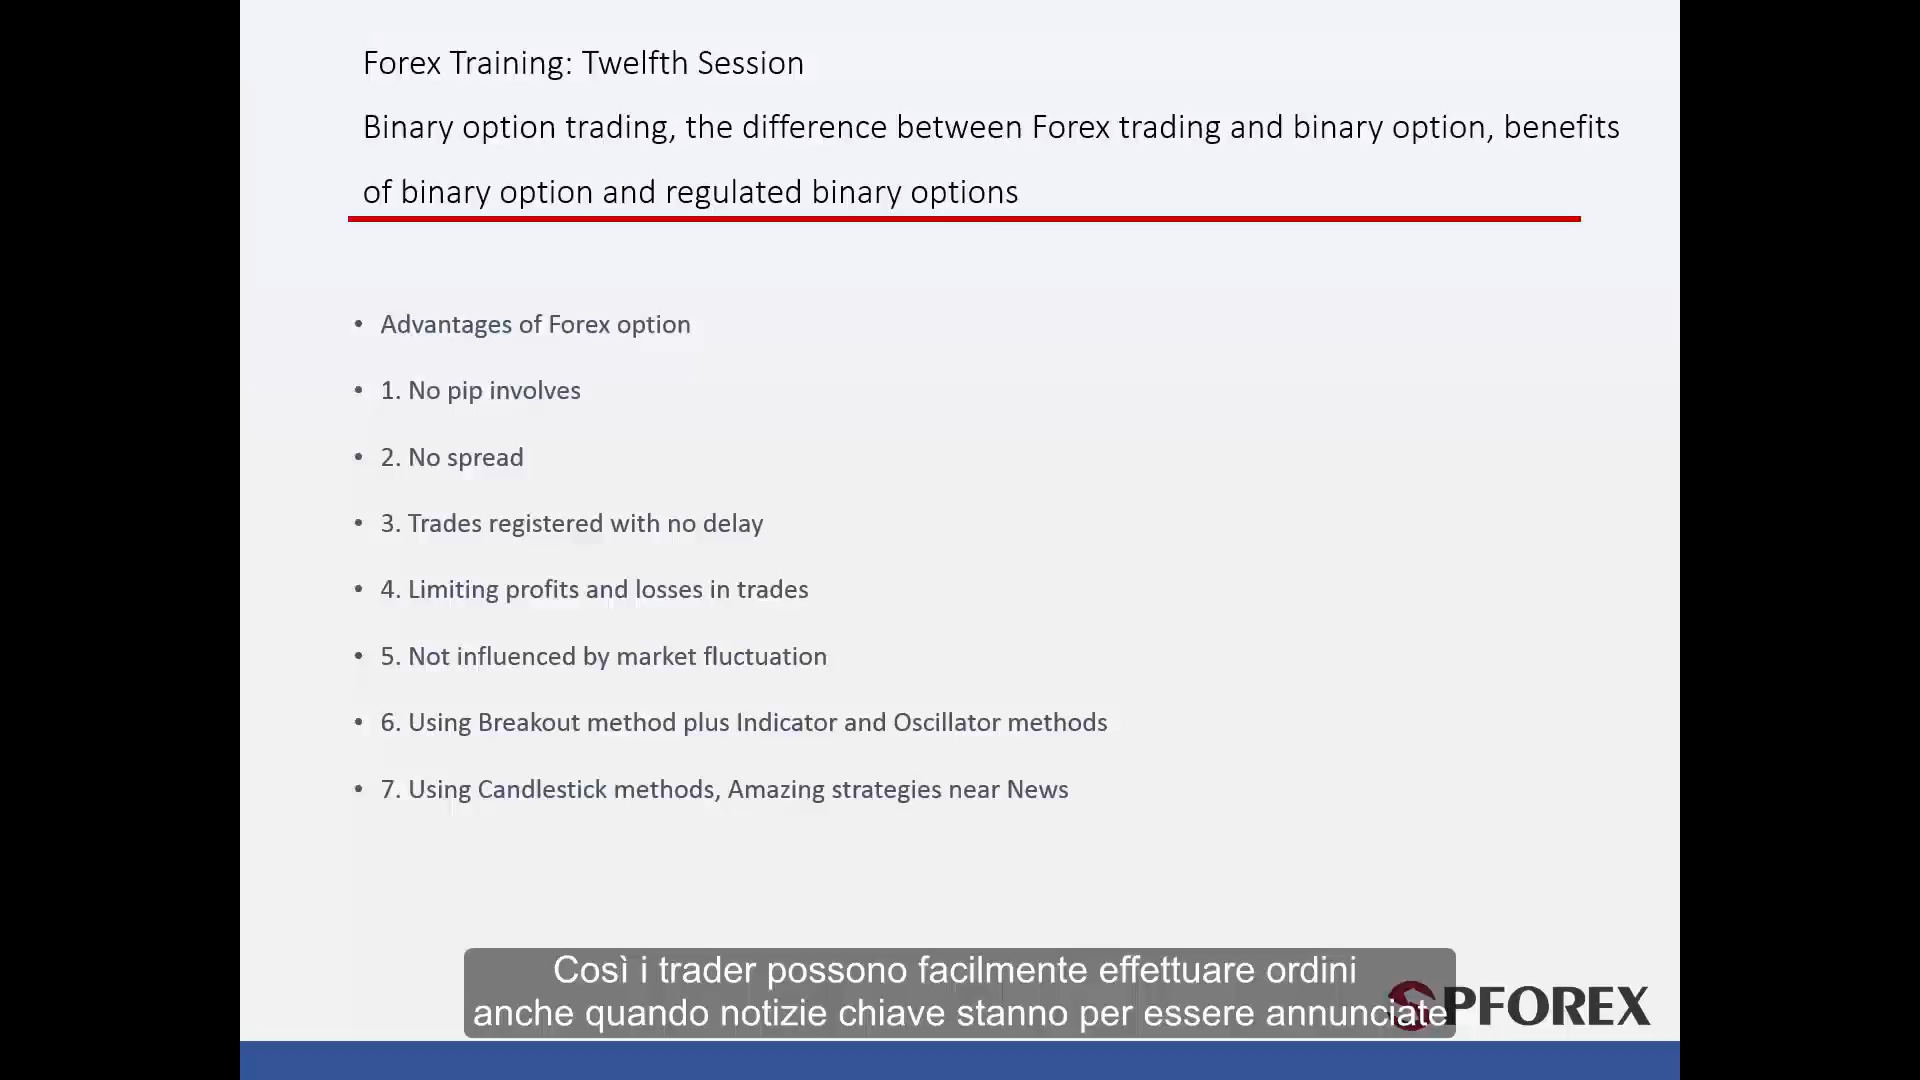 Forex Training: Twelfth Session
Binary option trading, the difference between Forex trading and binary option, benefits
of binary option and regulated binary options
• Advantages of Forex option
• 1. No pip involves
• 2. No spread
• 3. Trades registered with no delay
• 4. Limiting profits and losses in trades
• 5. Not influenced by market fluctuation
• 6. Using Breakout method plus Indicator and Oscillator methods
• 7. Using Candlestick methods, Amazing strategies near News
Così i trader possono facilmente effettuare ordini
anche quando notizie chiave stanno per essere annunciate
PFOREX